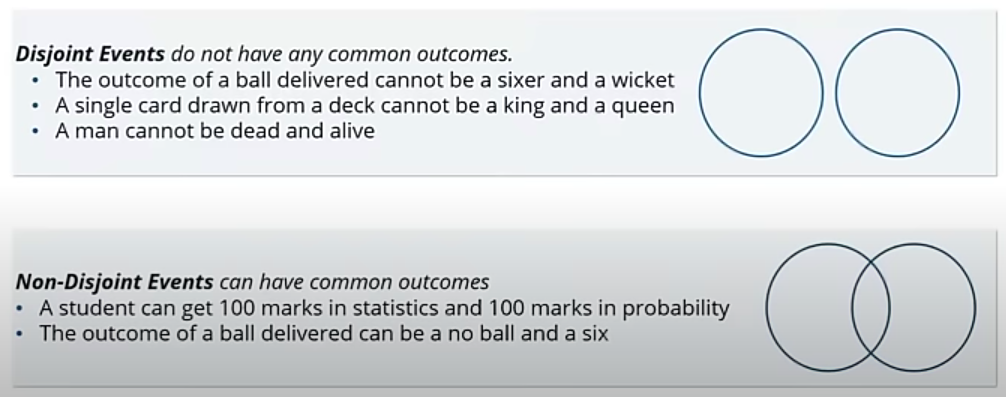 Disjoint Events do not have any common outcomes.
• The outcome of a ball delivered cannot be a sixer and a wicket
• A single card drawn from a deck cannot be a king and a queen
• A man cannot be dead and alive
Non-Disjoint Events can have common outcomes
• A student can get 100 marks in statistics and 100 marks in probability
• The outcome of a ball delivered can be a no ball and a six